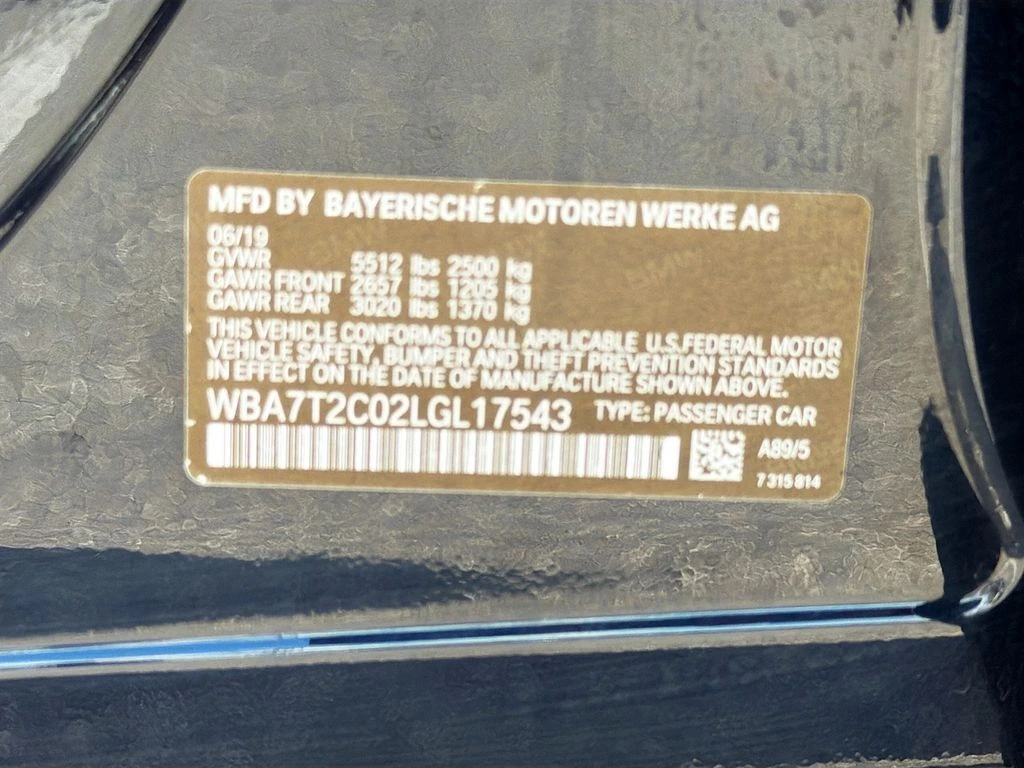 MFD BY BAYERISCHE MOTOREN WERKE AG
06/19
GVWR 5512 lbs 2500 kg
GAWR FRONT 2657 lbs 1205 kg
GAWR REAR 3020 lbs 1370 kg
THIS VEHICLE CONFORMS TO ALL APPLICABLE U.S.FEDERAL MOTOR
VEHICLE SAFETY, BUMPER AND THEFT PREVENTION STANDARDS
IN EFFECT ON THE DATE OF MANUFACTURE SHOWN ABOVE.
WBA7T2C02LGL17543 TYPE: PASSENGER CAR
A89/5
7 315 814